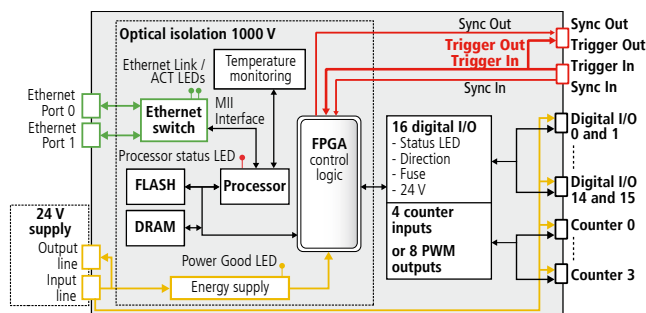 Optical isolation 1000 V
Sync Out
Sync Out
Trigger Out
Trigger Out
Trigger In
Trigger In
Sync In
Sync In
Ethernet Link /
ACT LEDs
Temperature
monitoring
Ethernet
Port 0
Ethernet
Port 1
Ethernet
switch
MII
Interface
FPGA
control
logic
16 digital I/O
- Status LED
- Direction
- Fuse
- 24 V
Digital I/O
0 and 1
Processor status LED
FLASH
Processor
Digital I/O
14 and 15
DRAM
4 counter
inputs
or 8 PWM
outputs
Counter 0
Counter 3
24 V
supply
Output
line
Input
line
Power Good LED
Energy supply